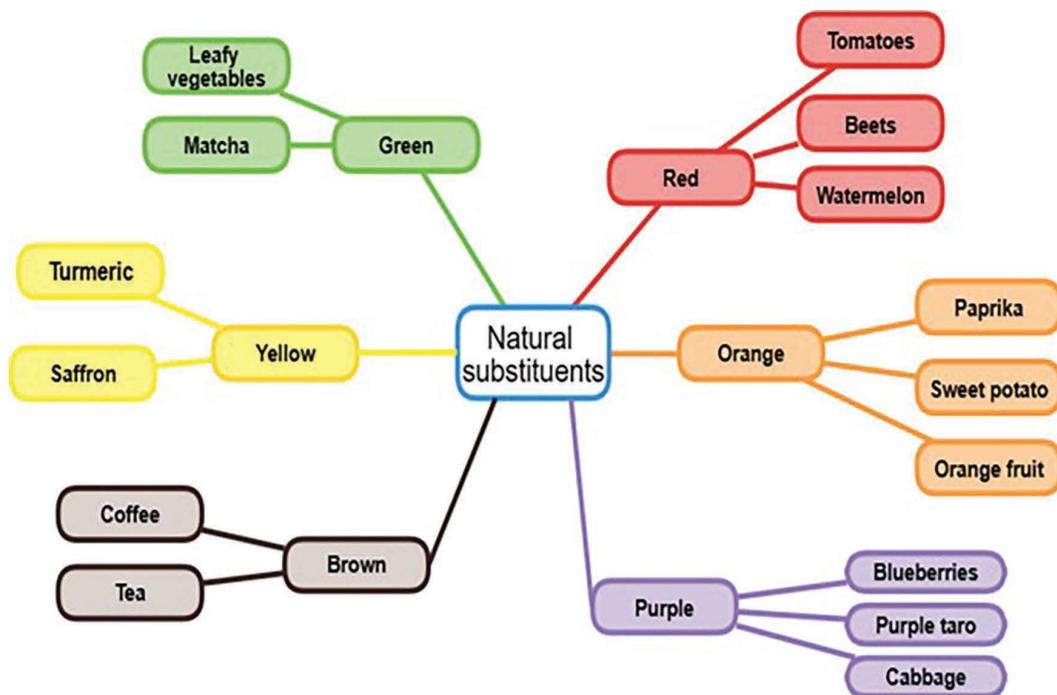 Leafy
vegetables
Matcha
Green
Tomatoes
Beets
Watermelon
Red
Turmeric
Saffron
Yellow
Natural
substituents
Orange
Paprika
Sweet potato
Orange fruit
Coffee
Tea
Brown
Purple
Blueberries
Purple taro
Cabbage